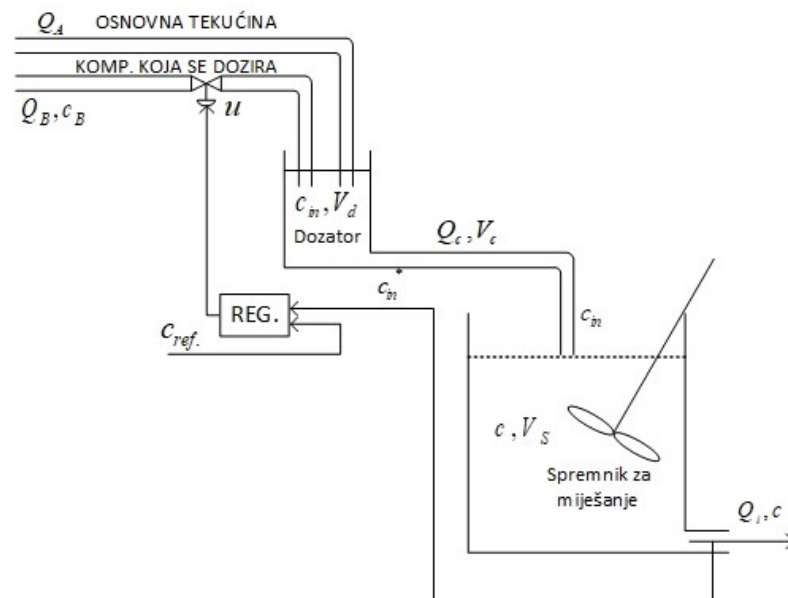 Q_A OSNOVNA TEKUĆINA
KOMP. KOJA SE DOZIRA
Q_B, c_B
u
c_in, V_d
Dozator
Q_c, V_c
c_in
c_in
REG.
c_ref.
c, V_S
Spremnik za
miješanje
Q_i, c